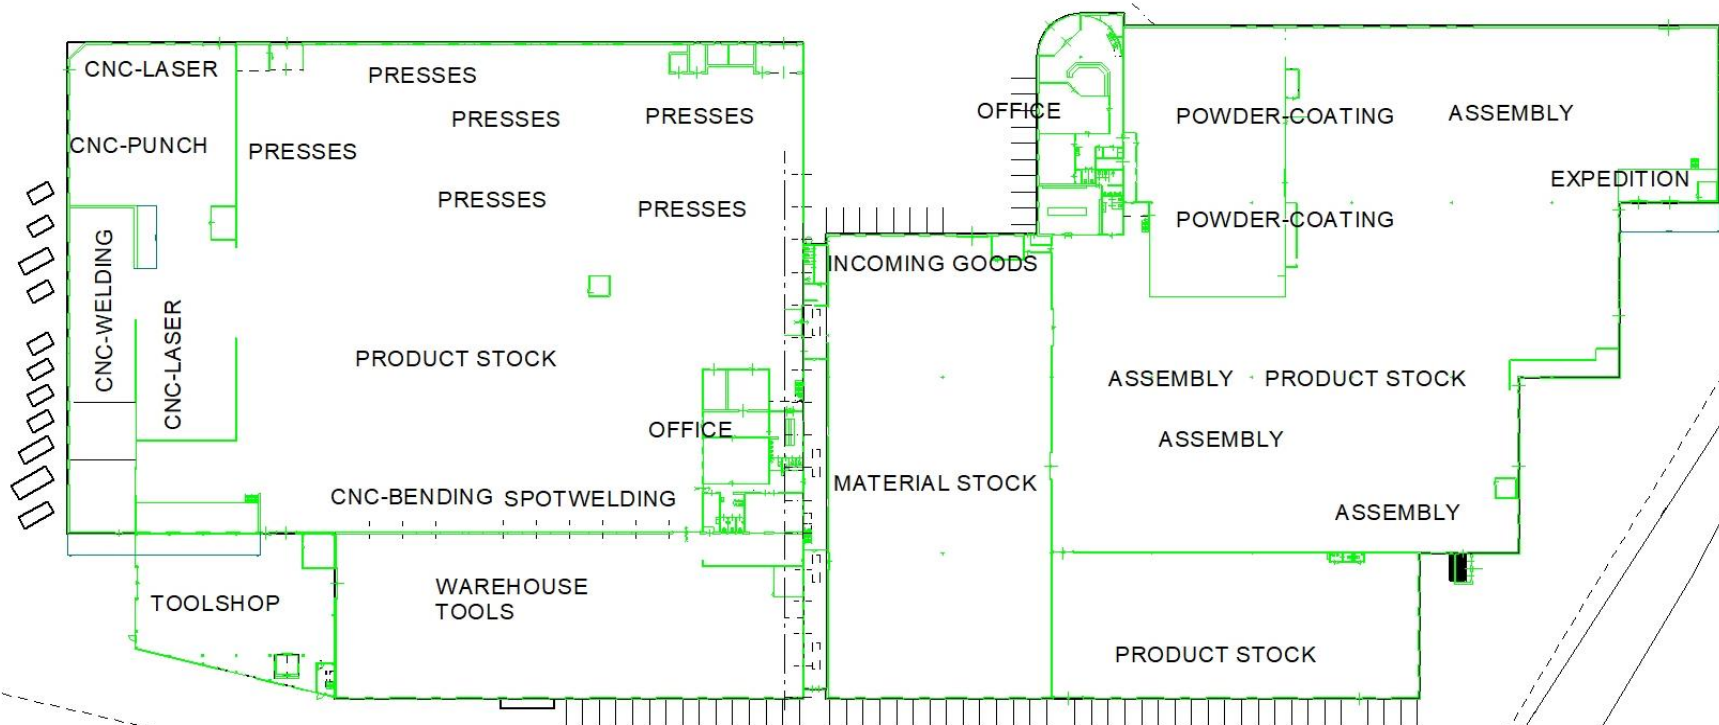 CNC-LASER
PRESSES
PRESSES
PRESSES
CNC-PUNCH
PRESSES
PRESSES
PRESSES
CNC-WELDING
CNC-LASER
PRODUCT STOCK
OFFICE
CNC-BENDING
SPOTWELDING
TOOLSHOP
WAREHOUSE
TOOLS
INCOMING GOODS
MATERIAL STOCK
OFFICE
POWDER-COATING
ASSEMBLY
EXPEDITION
POWDER-COATING
ASSEMBLY
PRODUCT STOCK
ASSEMBLY
ASSEMBLY
PRODUCT STOCK